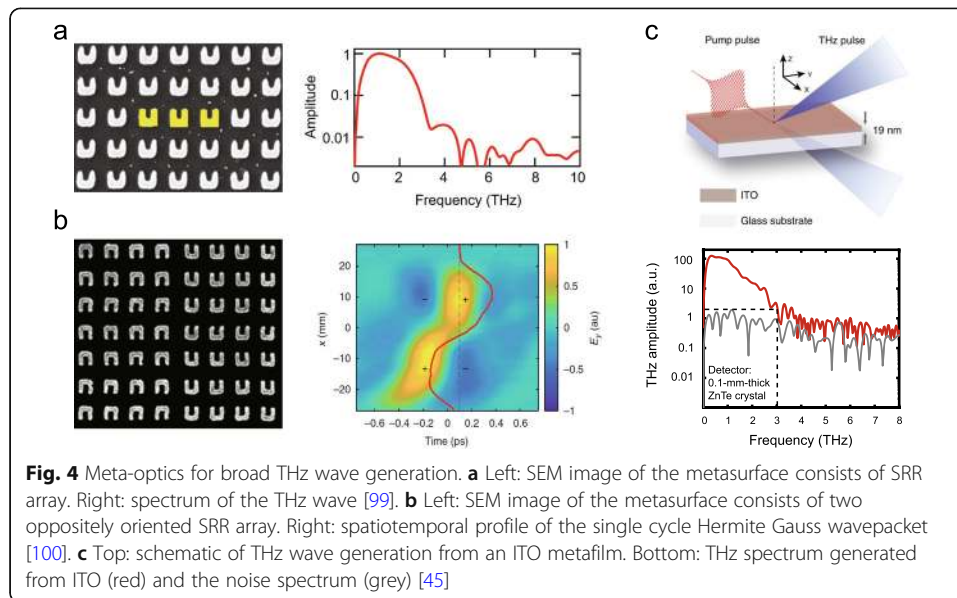 a
1
0.1
0.01
Amplitude
0 2 4 6 8 10
Frequency (THz)
b
20
10
0
−10
−20
x (mm)
−0.6 −0.4 −0.2 0 0.2 0.4 0.6
Time (ps)
− +
+ −
1
0.5
0
−0.5
−1
Ey (au)
c
Pump pulse
THz pulse
Z
Y
X
19 nm
ITO
Glass substrate
100
10
1
0.1
0.01
THz amplitude (a.u.)
Detector:
0.1-mm-thick
ZnTe crystal
0 1 2 3 4 5 6 7 8
Frequency (THz)
Fig. 4 Meta-optics for broad THz wave generation. a Left: SEM image of the metasurface consists of SRR
array. Right: spectrum of the THz wave [99]. b Left: SEM image of the metasurface consists of two
oppositely oriented SRR array. Right: spatiotemporal profile of the single cycle Hermite Gauss wavepacket
[100]. c Top: schematic of THz wave generation from an ITO metafilm. Bottom: THz spectrum generated
from ITO (red) and the noise spectrum (grey) [45]